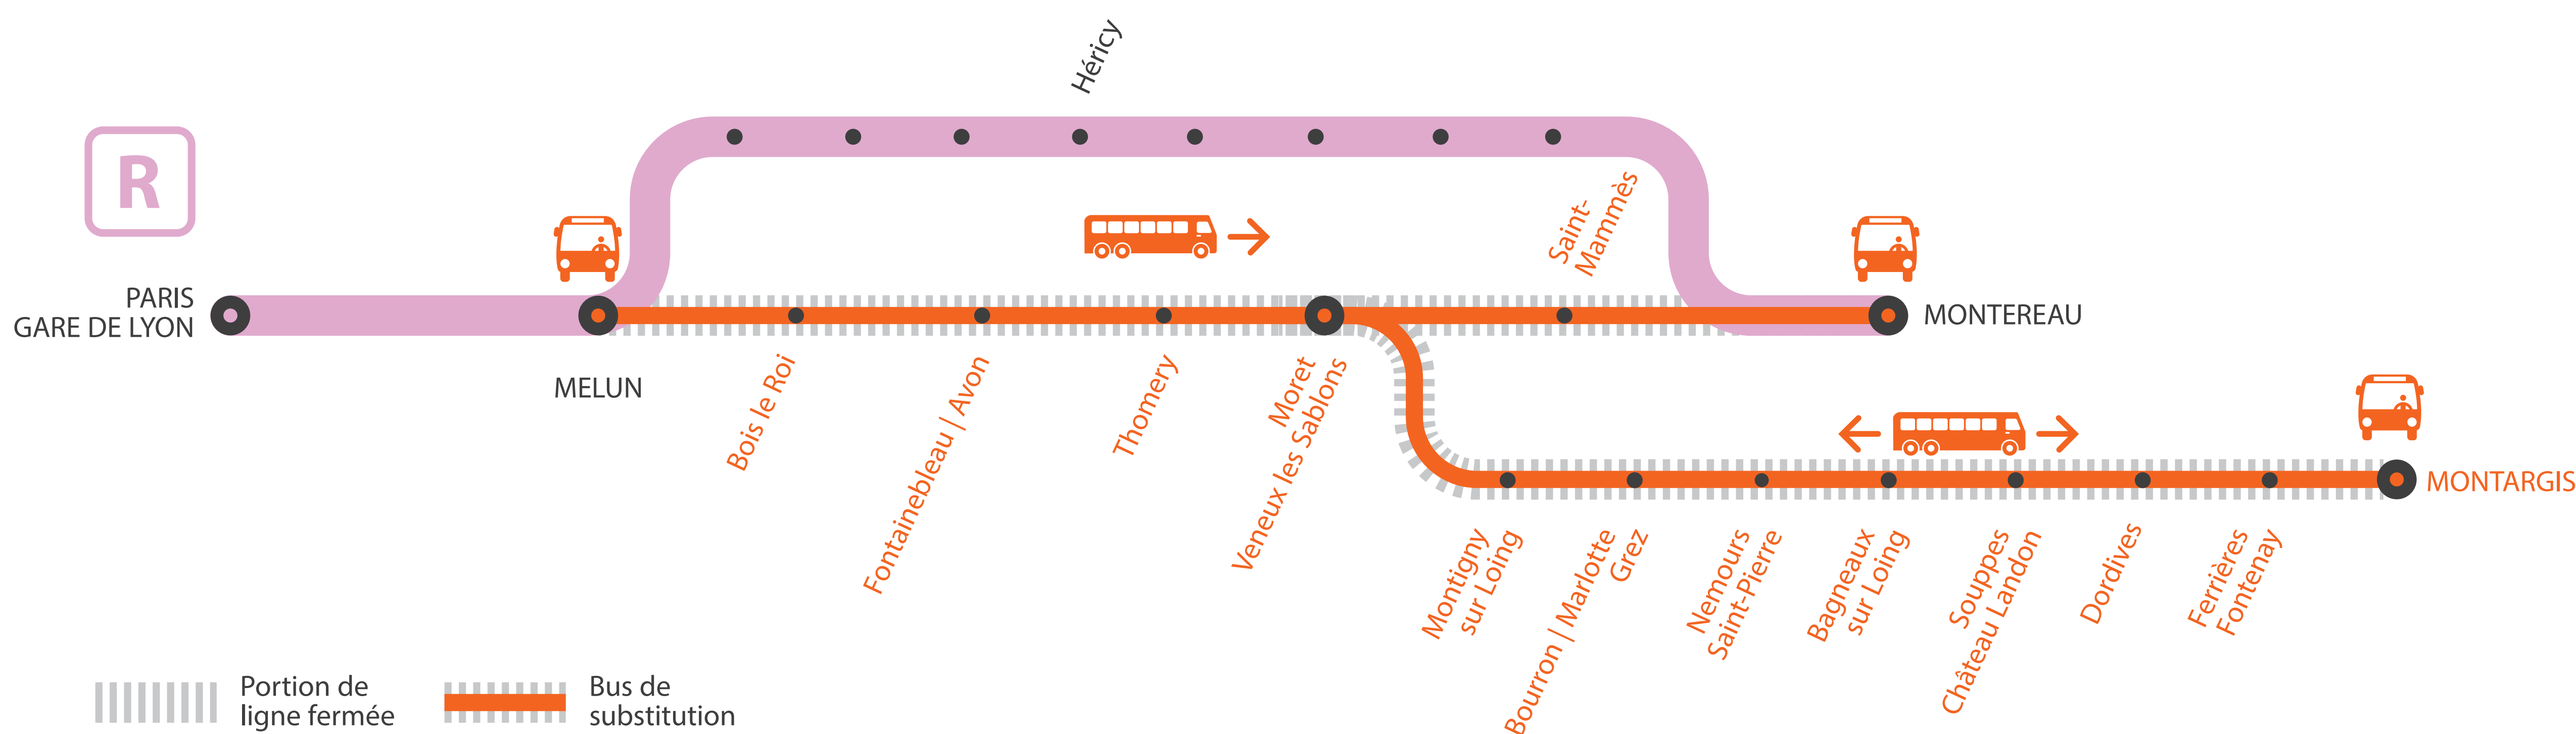 Héricy
R
Saint-
Mammès
PARIS
GARE DE LYON
MONTEREAU
MELUN
Bois le Roi
Fontainebleau | Avon
Thomery
Moret
Veneux les Sablons
MONTARGIS
Montigny
sur Loing
Bourron | Marlotte
Grez
Nemours
Saint-Pierre
Bagneaux
sur Loing
Souppes
Château Landon
Dordives
Ferrières
Fontenay
Portion de
ligne fermée
Bus de
substitution